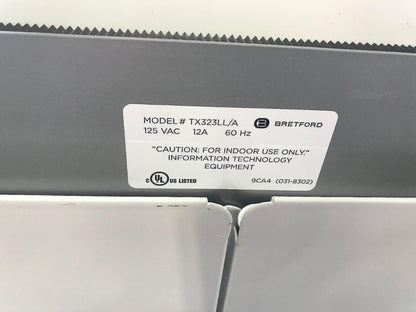 MODEL# TX323LL/A B BRETFORD
125 VAC 12A 60 Hz
"CAUTION: FOR INDOOR USE ONLY."
INFORMATION TECHNOLOGY
EQUIPMENT
C UL US LISTED 9CA4 (031-8302)